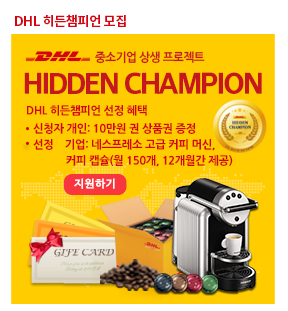 DHL 히든챔피언 모집
DHL 중소기업 상생 프로젝트
HIDDEN CHAMPION
DHL 히든챔피언 선정 혜택
• 신청자 개인: 10만원 권 상품권 증정
• 선정 기업: 네스프레소 고급 커피 머신,
커피 캡슐(월 150개, 12개월간 제공)
지원하기
HIDDEN
CHAMPION
DHL
GIFT CARD